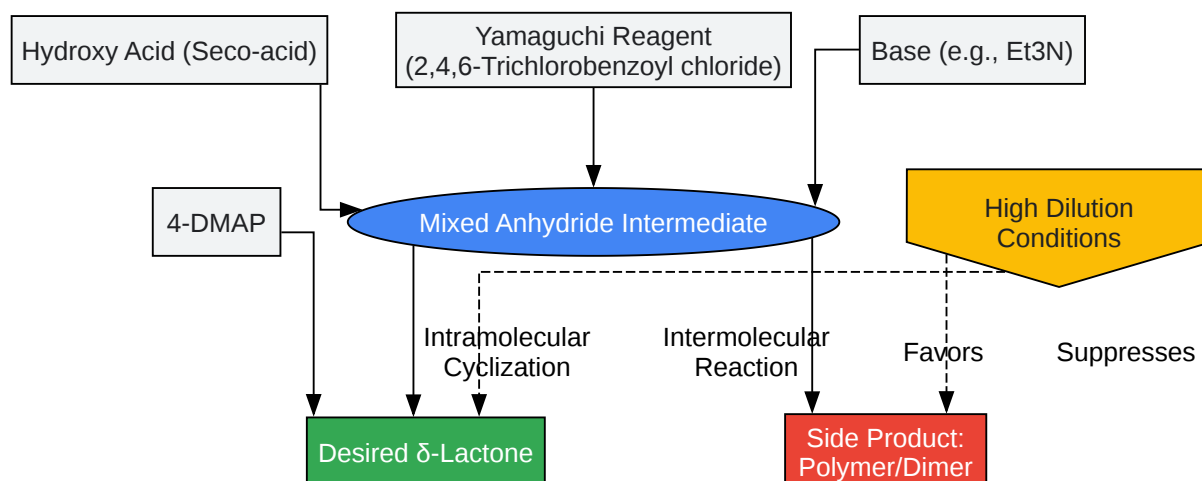 Hydroxy Acid (Seco-acid)
Yamaguchi Reagent
(2,4,6-Trichlorobenzoyl chloride)
Base (e.g., Et3N)
4-DMAP
Mixed Anhydride Intermediate
High Dilution
Conditions
Intramolecular
Cyclization
Intermolecular
Reaction
Favors
Suppresses
Desired δ-Lactone
Side Product:
Polymer/Dimer